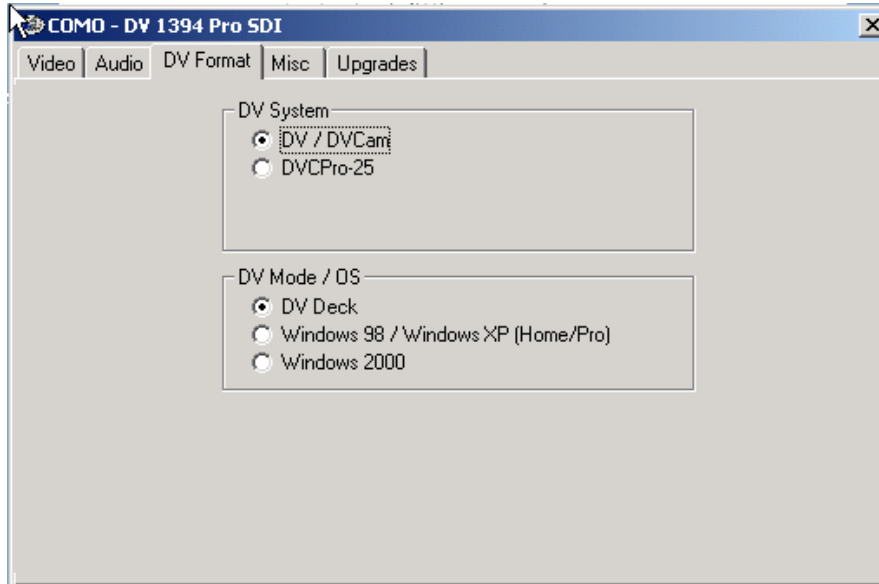 COMO - DV 1394 Pro SDI
Video Audio DV Format Misc Upgrades
DV System
DV / DVCam
DVCPro-25
DV Mode / OS
DV Deck
Windows 98 / Windows XP (Home/Pro)
Windows 2000